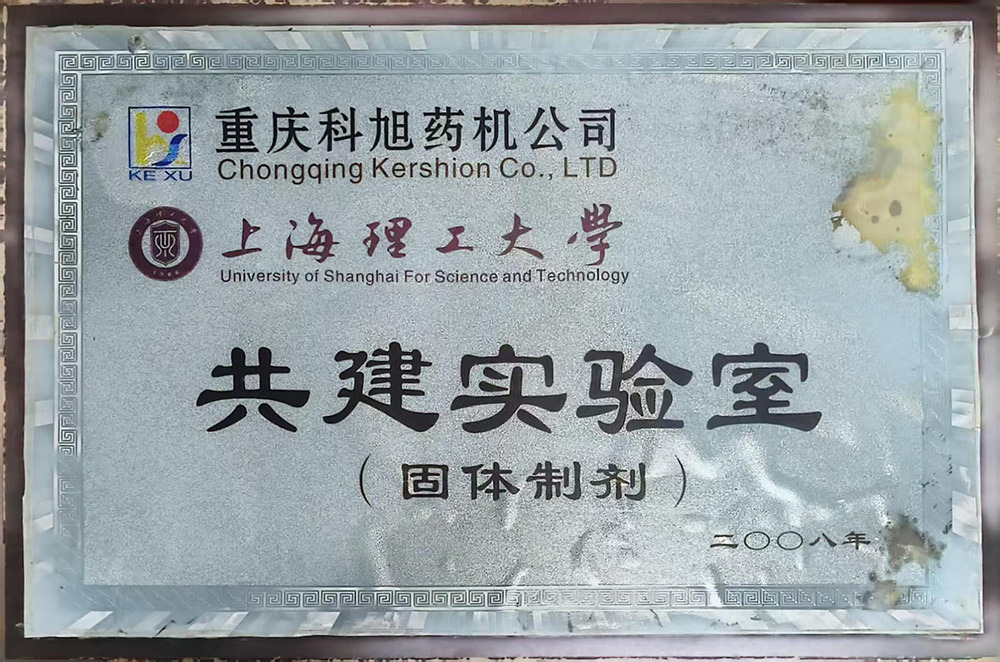 KE XU
重庆科旭药机公司
Chongqing Kershion Co., LTD
上海理工大學
University of Shanghai For Science and Technology
共建实验室
（固体制剂）
二〇〇八年